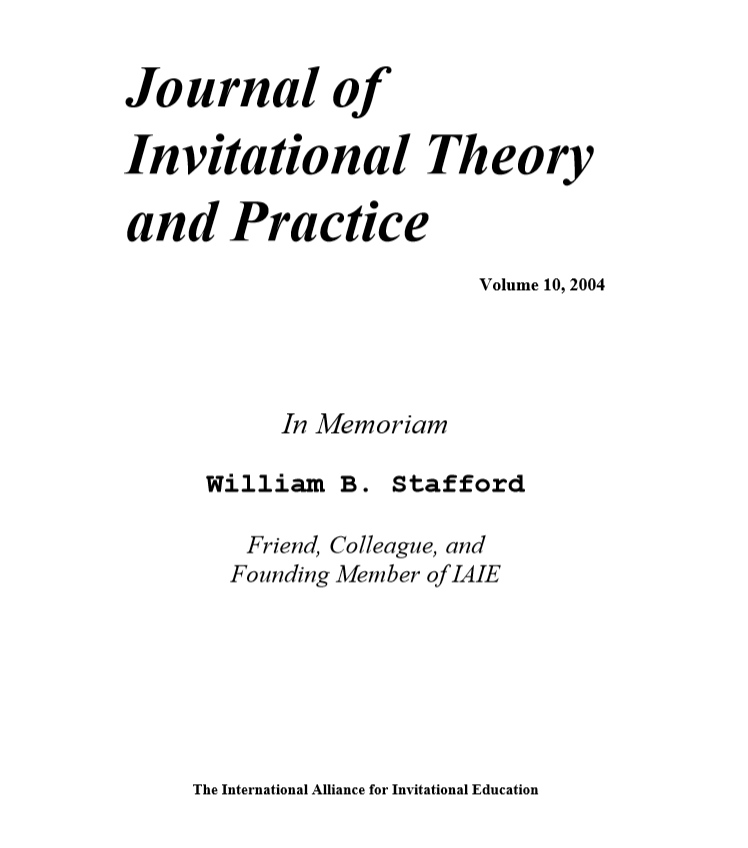 Journal of
Invitational Theory
and Practice
Volume 10, 2004
In Memoriam
William B. Stafford
Friend, Colleague, and
Founding Member of IAIE
The International Alliance for Invitational Education